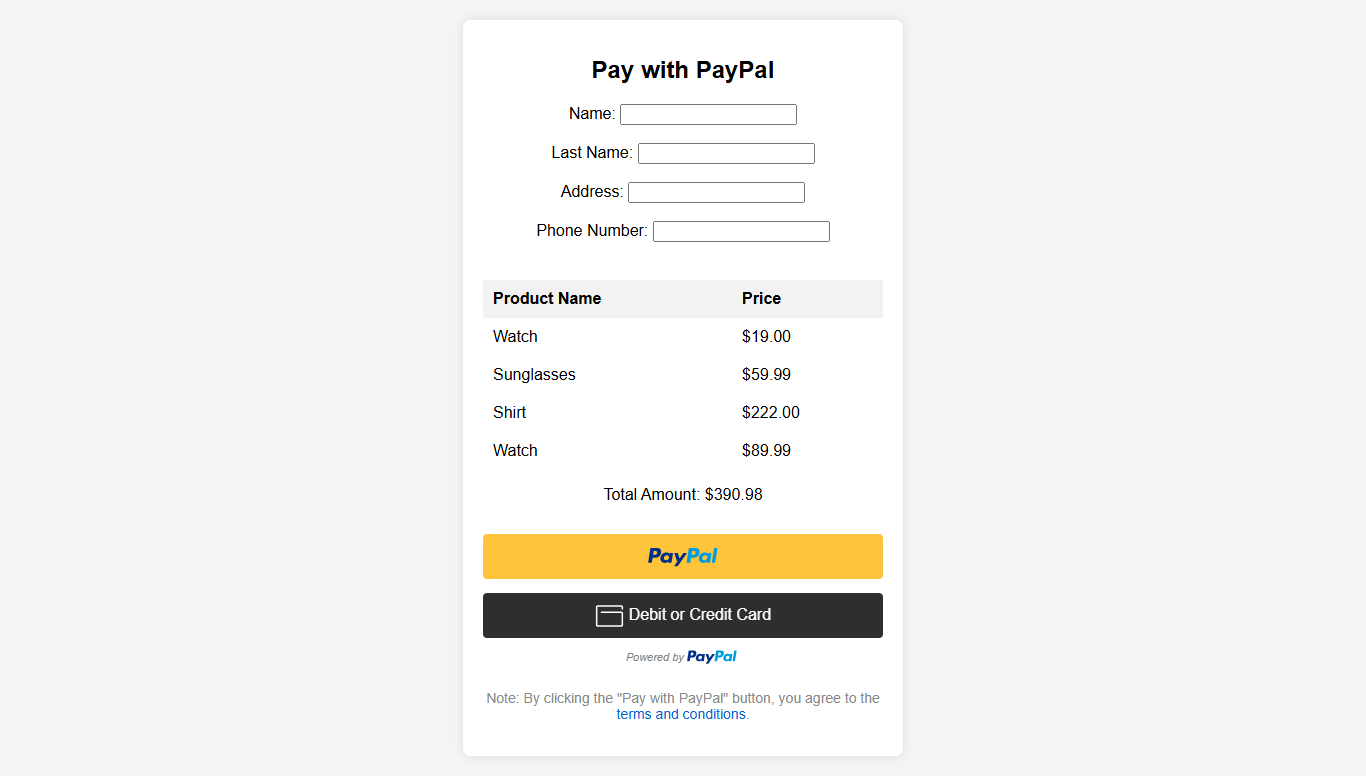 Pay with PayPal
Name:
Last Name:
Address:
Phone Number:
Product Name Price
Watch $19.00
Sunglasses $59.99
Shirt $222.00
Watch $89.99
Total Amount: $390.98
PayPal
Debit or Credit Card
Powered by PayPal
Note: By clicking the "Pay with PayPal" button, you agree to the
terms and conditions.